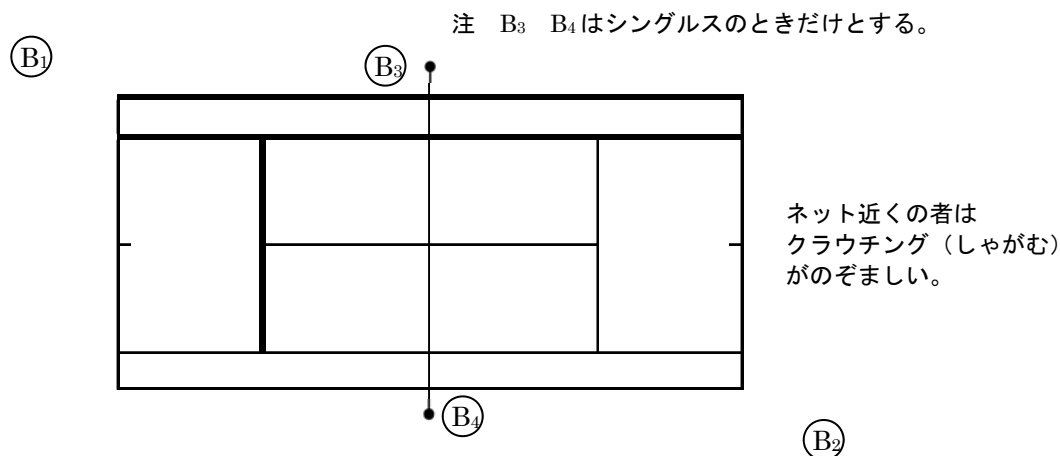 注　B₃　B₄はシングルスのときだけとする。
B₁
B₃
ネット近くの者は
クラウチング（しゃがむ）
がのぞましい。
B₄
B₂